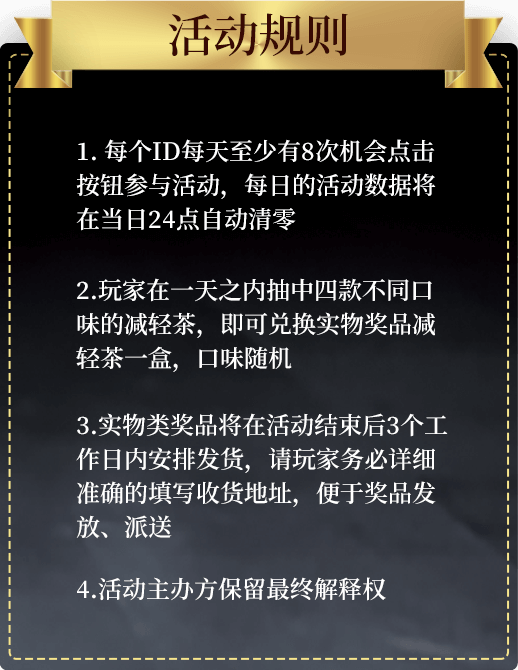 活动规则
1. 每个ID每天至少有8次机会点击
按钮参与活动，每日的活动数据将
在当日24点自动清零
2.玩家在一天之内抽中四款不同口
味的减轻茶，即可兑换实物奖品减
轻茶一盒，口味随机
3.实物类奖品将在活动结束后3个工
作日内安排发货，请玩家务必详细
准确的填写收货地址，便于奖品发
放、派送
4.活动主办方保留最终解释权